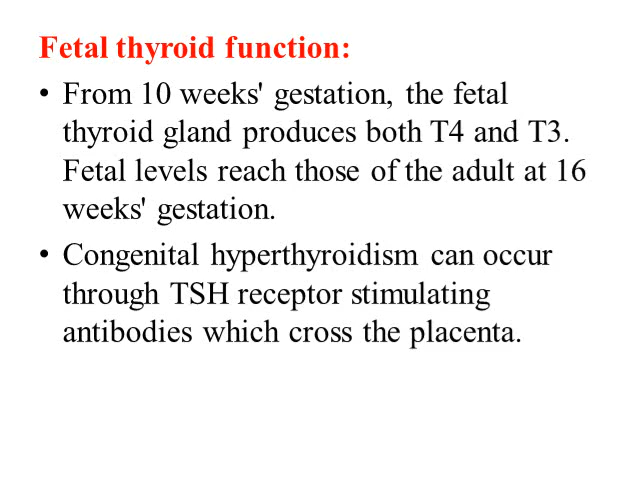 Fetal thyroid function:
• From 10 weeks' gestation, the fetal
thyroid gland produces both T4 and T3.
Fetal levels reach those of the adult at 16
weeks' gestation.
• Congenital hyperthyroidism can occur
through TSH receptor stimulating
antibodies which cross the placenta.